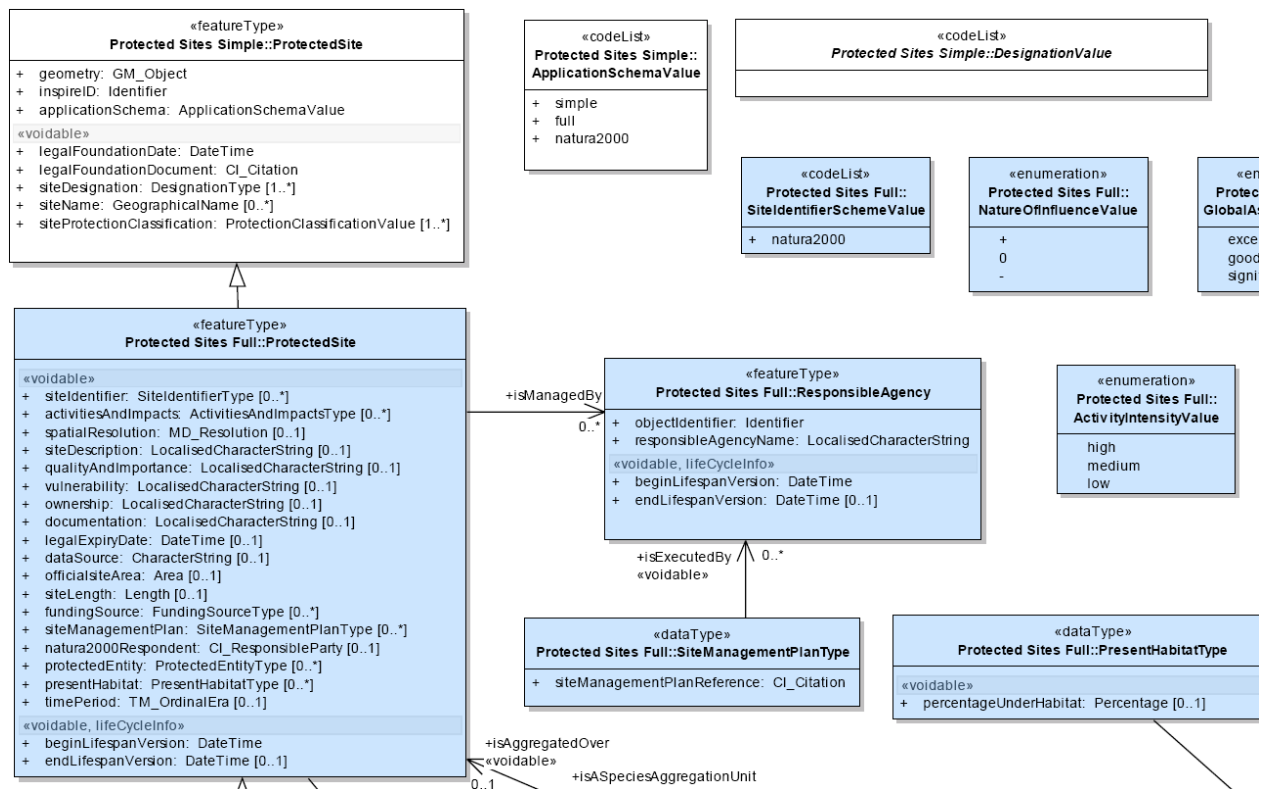 «featureType»
Protected Sites Simple::ProtectedSite
+ geometry: GM_Object
+ inspireID: Identifier
+ applicationSchema: ApplicationSchemaValue
«voidable»
+ legalFoundationDate: DateTime
+ legalFoundationDocument: CI_Citation
+ siteDesignation: DesignationType [1..*]
+ siteName: GeographicalName [0..*]
+ siteProtectionClassification: ProtectionClassificationValue [1..*]
«codeList»
Protected Sites Simple::
ApplicationSchemaValue
+ simple
+ full
+ natura2000
«codeList»
Protected Sites Simple::DesignationValue
«codeList»
Protected Sites Full::
SiteIdentifierSchemeValue
+ natura2000
«enumeration»
Protected Sites Full::
NatureOfInfluenceValue
+
0
-
«en
Protec
GlobalAs
exce
good
signi
«featureType»
Protected Sites Full::ProtectedSite
«voidable»
+ siteIdentifier: SiteIdentifierType [0..*]
+ activitiesAndImpacts: ActivitiesAndImpactsType [0..*]
+ spatialResolution: MD_Resolution [0..1]
+ siteDescription: LocalisedCharacterString [0..1]
+ qualityAndImportance: LocalisedCharacterString [0..1]
+ vulnerability: LocalisedCharacterString [0..1]
+ ownership: LocalisedCharacterString [0..1]
+ documentation: LocalisedCharacterString [0..1]
+ legalExpiryDate: DateTime [0..1]
+ dataSource: CharacterString [0..1]
+ officialsiteArea: Area [0..1]
+ siteLength: Length [0..1]
+ fundingSource: FundingSourceType [0..*]
+ siteManagementPlan: SiteManagementPlanType [0..*]
+ natura2000Respondent: CI_ResponsibleParty [0..1]
+ protectedEntity: ProtectedEntityType [0..*]
+ presentHabitat: PresentHabitatType [0..*]
+ timePeriod: TM_OrdinalEra [0..1]
«voidable, lifeCycleInfo»
+ beginLifespanVersion: DateTime
+ endLifespanVersion: DateTime [0..1]
+isManagedBy
0..*
«featureType»
Protected Sites Full::ResponsibleAgency
+ objectIdentifier: Identifier
+ responsibleAgencyName: LocalisedCharacterString
«voidable, lifeCycleInfo»
+ beginLifespanVersion: DateTime
+ endLifespanVersion: DateTime [0..1]
«enumeration»
Protected Sites Full::
ActivityIntensityValue
high
medium
low
+isExecutedBy
«voidable»
0..*
«dataType»
Protected Sites Full::SiteManagementPlanType
+ siteManagementPlanReference: CI_Citation
«dataType»
Protected Sites Full::PresentHabitatType
«voidable»
+ percentageUnderHabitat: Percentage [0..1]
+isAggregatedOver
«voidable»
+isASpeciesAggregationUnit
0..1